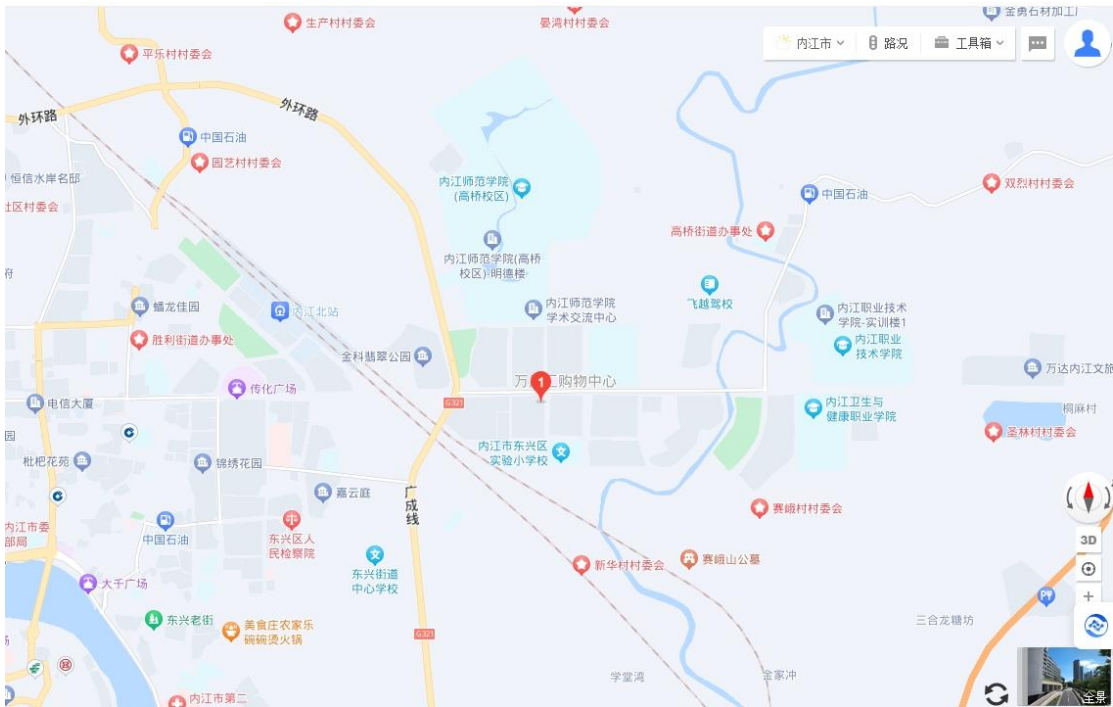 生产村村委会
晏湾村村委会
金勇石材加工厂
平乐村村委会
内江市
路况
工具箱
外环路
外环路
中国石油
园艺村村委会
恒信水岸名邸
社区村委会
内江师范学院
(高桥校区)
中国石油
双烈村村委会
高桥街道办事处
内江师范学院(高桥
校区)-明德楼
府
飞越驾校
蟠龙佳园
内江北站
内江师范学院
学术交流中心
内江职业技术
学院-实训楼1
胜利街道办事处
内江职业
技术学院
金科翡翠公园
万达内江文旅
传化广场
1
购物中心
电信大厦
G321
内江卫生与
健康职业学院
桐麻村
园
圣林村村委会
内江市东兴区
实验小学校
枇杷花苑
锦绣花园
嘉云庭
广成线
赛峨村村委会
内江市委
部局
中国石油
东兴区人
民检察院
3D
东兴街道
中心学校
新华村村委会
赛峨山公墓
大千广场
东兴老街
美食庄农家乐
碗碗烫火锅
G321
三合龙塘坊
学堂湾
金家冲
内江市第二
全景